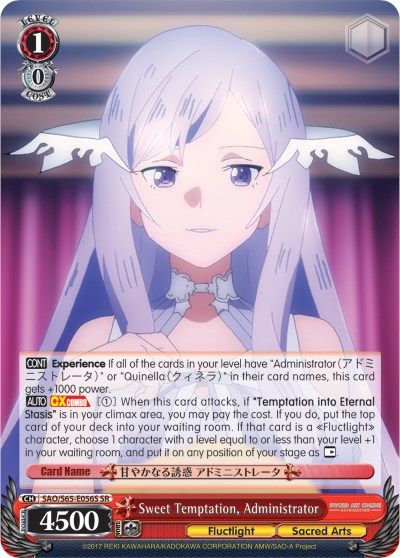 LEVEL
1
0
COST
CONT Experience If all of the cards in your level have "Administrator(アドミ
ニストレータ)" or "Quinella(クィネラ)" in their card names, this card
gets +1000 power.
AUTO CX COMBO [①] When this card attacks, if "Temptation into Eternal
Stasis" is in your climax area, you may pay the cost. If you do, put the top
card of your deck into your waiting room. If that card is a «Fluctlight»
character, choose 1 character with a level equal to or less than your level +1
in your waiting room, and put it on any position of your stage as
Card Name 甘やかなる誘惑 アドミニストレータ
CH SAO/S65-E056S SR
4500
Sweet Temptation, Administrator
SWORD ART ONLINE
Fluctlight Sacred Arts
©2017 REKI KAWAHARA/KADOKAWA CORPORATION AMW/SAO-A Project